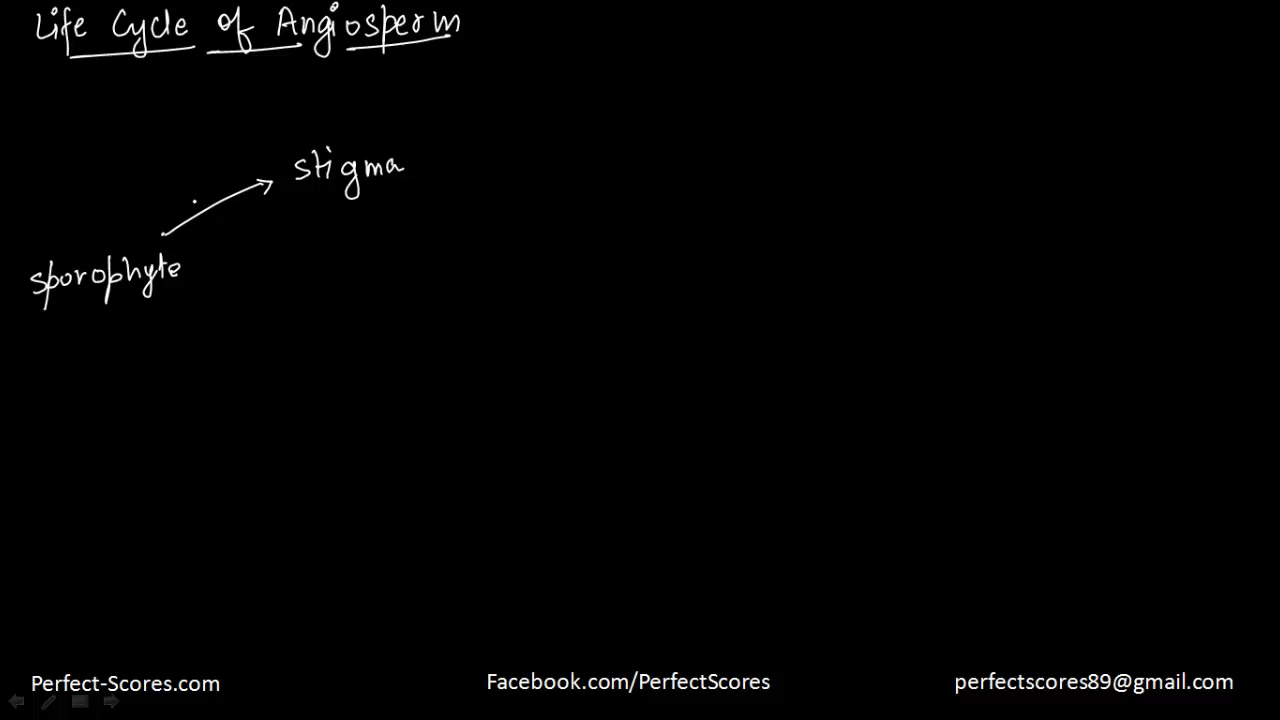 Life Cycle of Angiosperm
stigma
sporophyte
Perfect-Scores.com
Facebook.com/PerfectScores
perfectscores89@gmail.com